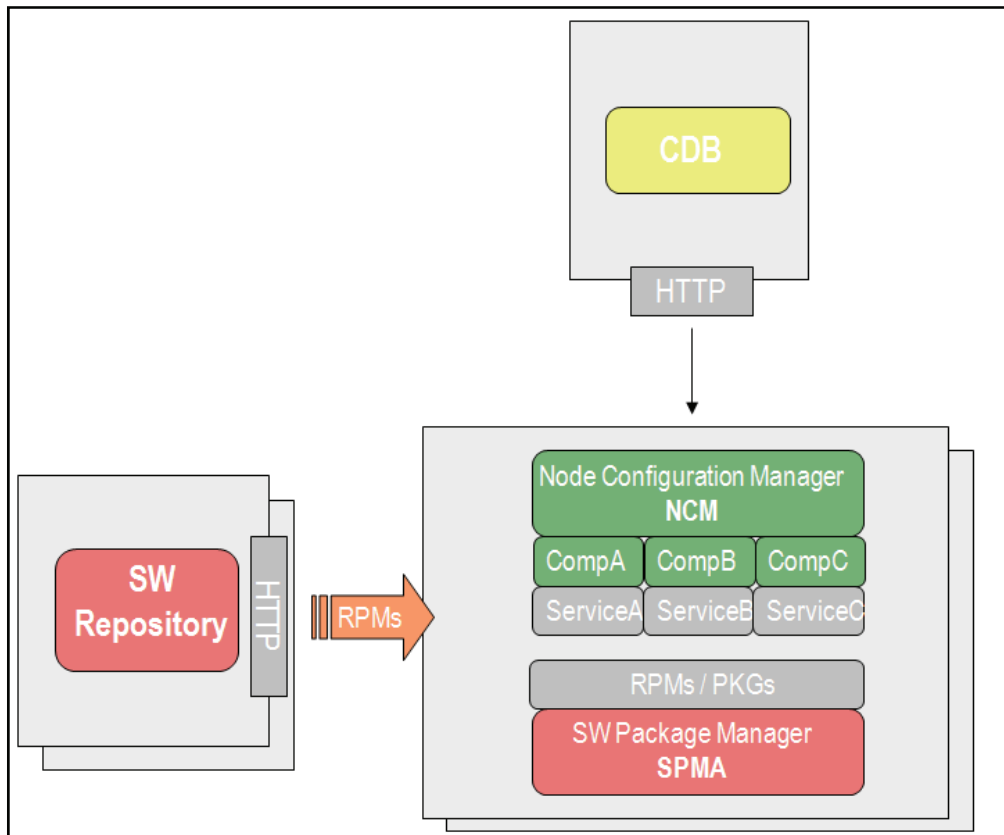 CDB
HTTP
Node Configuration Manager
NCM
CompA CompB CompC
ServiceA ServiceB ServiceC
SW
Repository
HTTP
RPMs
RPMs / PKGs
SW Package Manager
SPMA